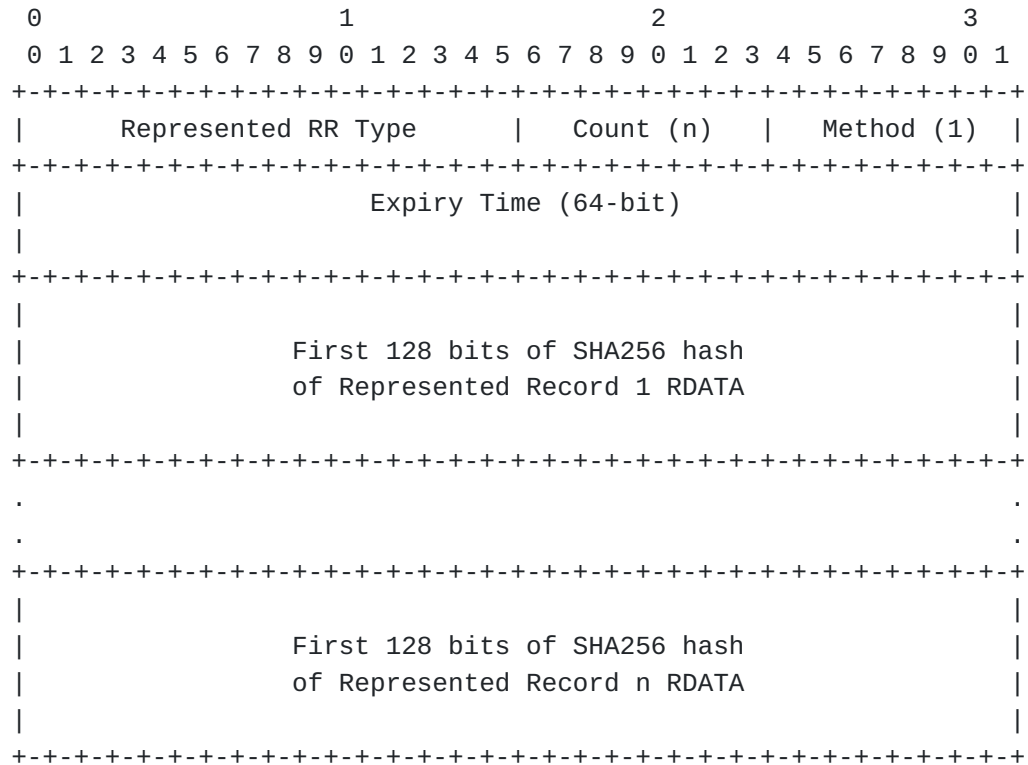 0                   1                   2                   3
 0 1 2 3 4 5 6 7 8 9 0 1 2 3 4 5 6 7 8 9 0 1 2 3 4 5 6 7 8 9 0 1
+-+-+-+-+-+-+-+-+-+-+-+-+-+-+-+-+-+-+-+-+-+-+-+-+-+-+-+-+-+-+-+-+
|      Represented RR Type      |   Count (n)   |   Method (1)  |
+-+-+-+-+-+-+-+-+-+-+-+-+-+-+-+-+-+-+-+-+-+-+-+-+-+-+-+-+-+-+-+-+
|                      Expiry Time (64-bit)                     |
|                                                               |
+-+-+-+-+-+-+-+-+-+-+-+-+-+-+-+-+-+-+-+-+-+-+-+-+-+-+-+-+-+-+-+-+
|                                                               |
|                 First 128 bits of SHA256 hash                 |
|                 of Represented Record 1 RDATA                 |
|                                                               |
+-+-+-+-+-+-+-+-+-+-+-+-+-+-+-+-+-+-+-+-+-+-+-+-+-+-+-+-+-+-+-+-+
.                                                               .
.                                                               .
+-+-+-+-+-+-+-+-+-+-+-+-+-+-+-+-+-+-+-+-+-+-+-+-+-+-+-+-+-+-+-+-+
|                                                               |
|                 First 128 bits of SHA256 hash                 |
|                 of Represented Record n RDATA                 |
|                                                               |
+-+-+-+-+-+-+-+-+-+-+-+-+-+-+-+-+-+-+-+-+-+-+-+-+-+-+-+-+-+-+-+-+